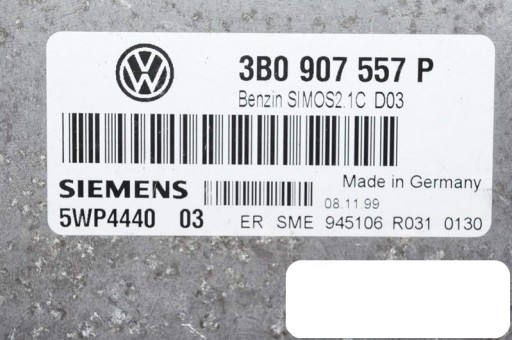 3B0 907 557 P
Benzin SIMOS2.1C D03
SIEMENS
Made in Germany
08.11.99
5WP4440 03 ER SME 945106 R031 0130